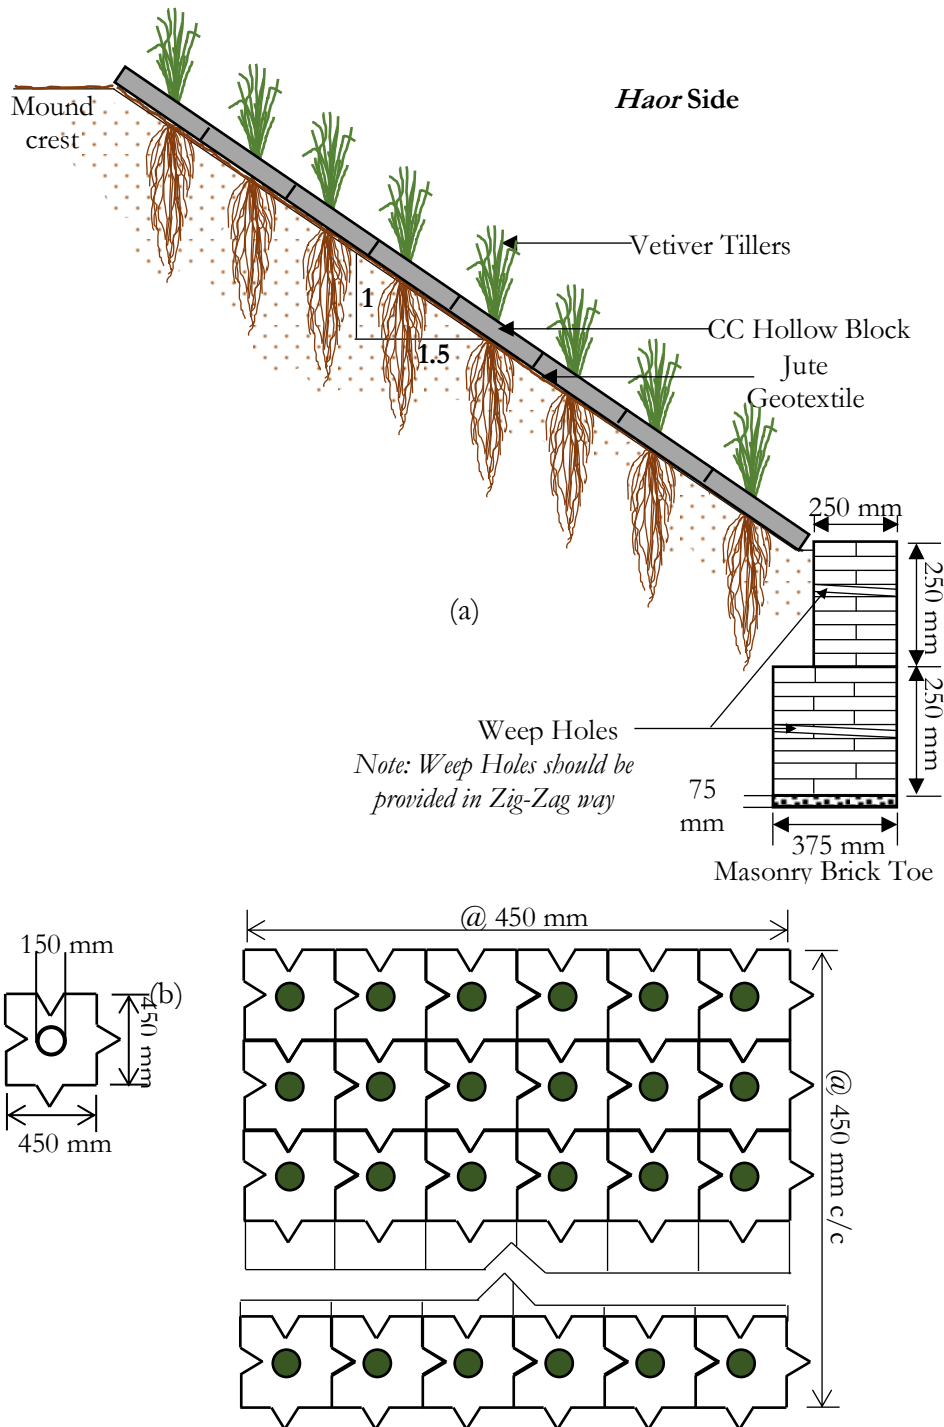 Haor Side
Mound
crest
Vetiver Tillers
1
CC Hollow Block
1.5
Jute
Geotextile
250 mm
250 mm
(a)
250 mm
Weep Holes
Note: Weep Holes should be
provided in Zig-Zag way
75
mm
375 mm
Masonry Brick Toe
@ 450 mm
150 mm
(b)
450 mm
450 mm
@ 450 mm c/c